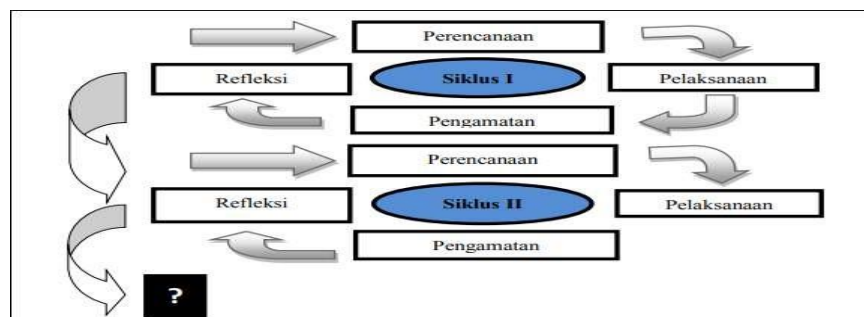 Perencanaan
Refleksi
Siklus I
Pelaksanaan
Pengamatan
Perencanaan
Refleksi
Siklus II
Pelaksanaan
Pengamatan
?